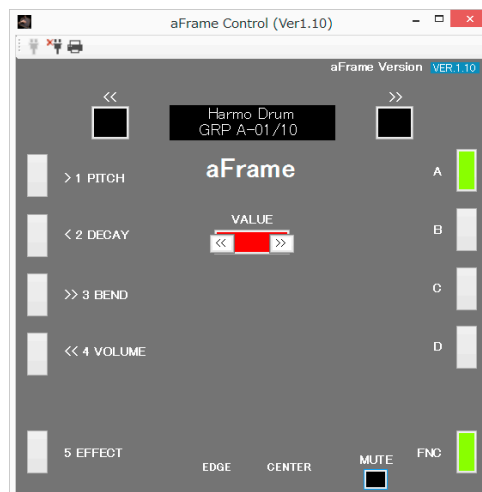 aFrame Control (Ver1.10)
aFrame Version VER.1.10
<< >>
Harmo Drum
GRP A-01/10
aFrame
>1 PITCH A
VALUE
<< >>
<2 DECAY B
>>3 BEND C
<<4 VOLUME D
5 EFFECT EDGE CENTER MUTE FNC